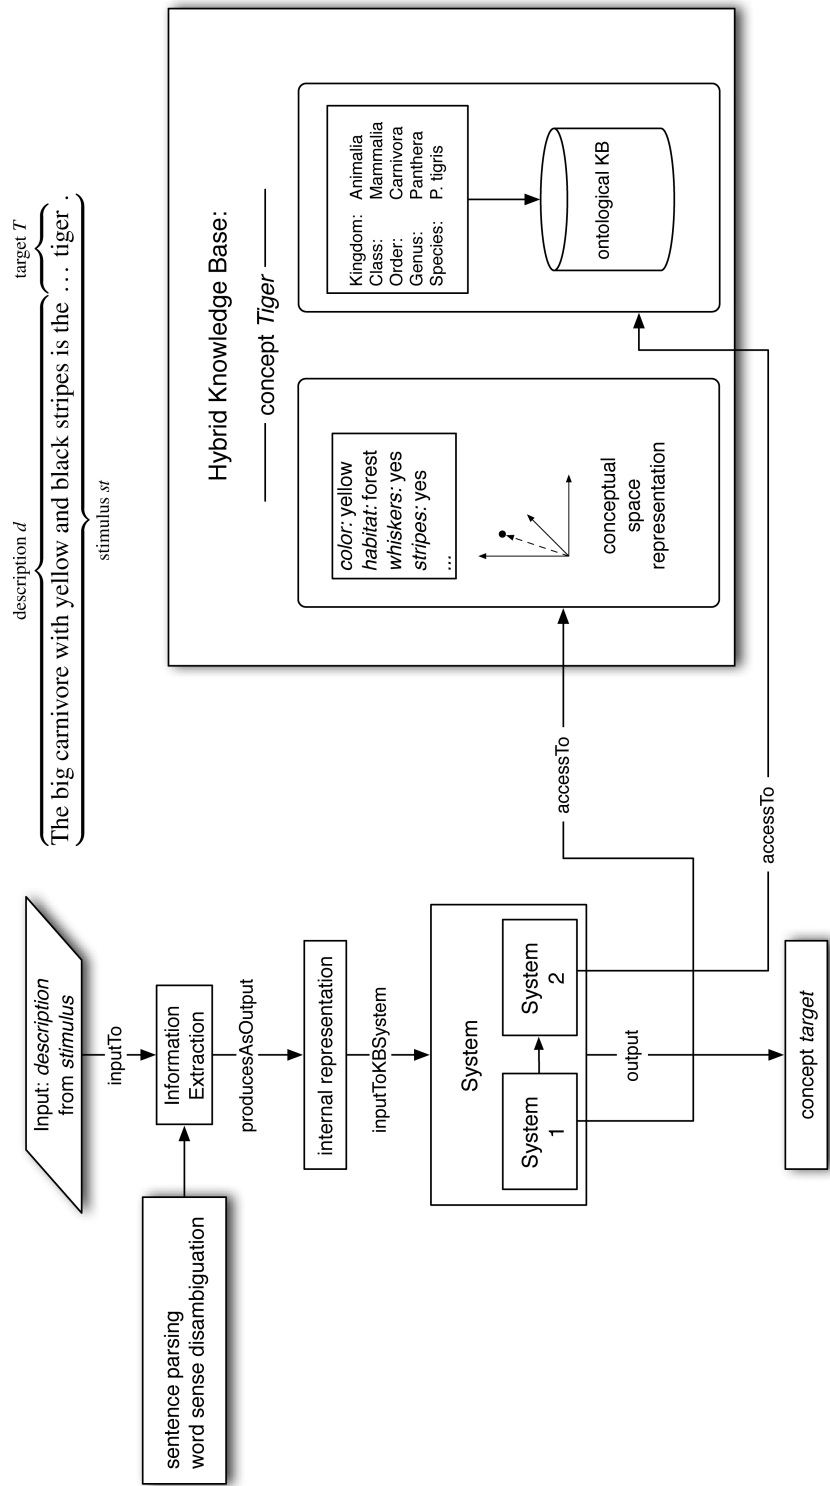 description d
target T
The big carnivore with yellow and black stripes is the ... tiger .
stimulus st
Input: description
from stimulus
inputTo
sentence parsing
word sense disambiguation
Information
Extraction
producesAsOutput
internal representation
inputToKBSystem
System
System
1
System
2
output
concept target
accessTo
accessTo
Hybrid Knowledge Base:
concept Tiger
color: yellow
habitat: forest
whiskers: yes
stripes: yes
...
conceptual
space
representation
Kingdom: Animalia
Class: Mammalia
Order: Carnivora
Genus: Panthera
Species: P. tigris
ontological KB